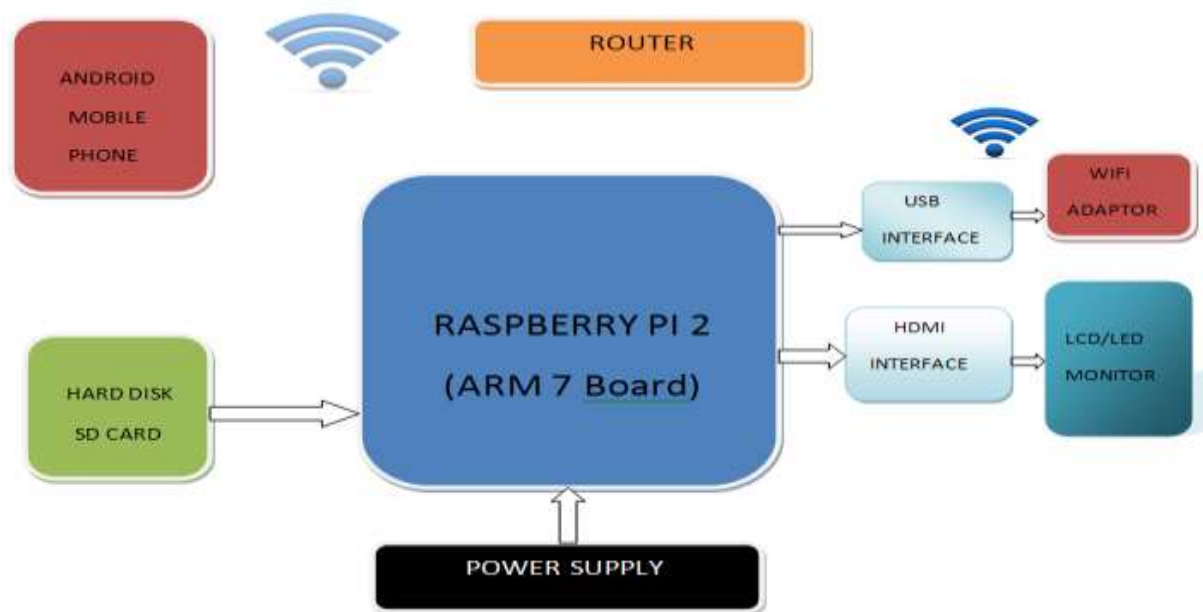 ROUTER
ANDROID
MOBILE
PHONE
WIFI
ADAPTOR
USB
INTERFACE
RASPBERRY PI 2
(ARM 7 Board)
HDMI
INTERFACE
LCD/LED
MONITOR
HARD DISK
SD CARD
POWER SUPPLY